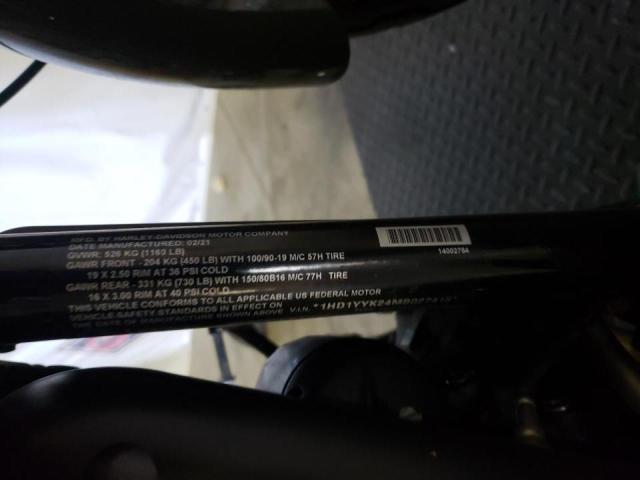 MFD. BY HARLEY-DAVIDSON MOTOR COMPANY
DATE MANUFACTURED: 02/21
GVWR: 526 KG (1160 LB)
GAWR FRONT - 204 KG (450 LB) WITH 100/90-19 M/C 57H TIRE
19 X 2.50 RIM AT 36 PSI COLD
GAWR REAR - 331 KG (730 LB) WITH 150/80B16 M/C 77H TIRE
16 X 3.00 RIM AT 40 PSI COLD
THIS VEHICLE CONFORMS TO ALL APPLICABLE US FEDERAL MOTOR
VEHICLE SAFETY STANDARDS IN EFFECT ON
THE DATE OF MANUFACTURE SHOWN ABOVE V.I.N.
14002784